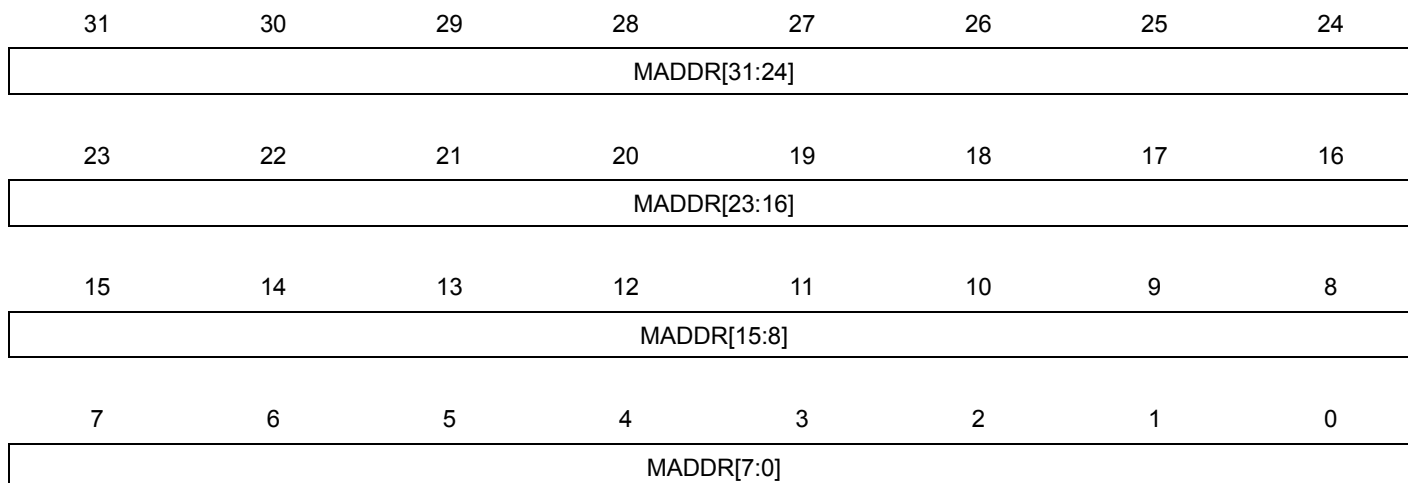 31 30 29 28 27 26 25 24
MADDR[31:24]
23 22 21 20 19 18 17 16
MADDR[23:16]
15 14 13 12 11 10 9 8
MADDR[15:8]
7 6 5 4 3 2 1 0
MADDR[7:0]